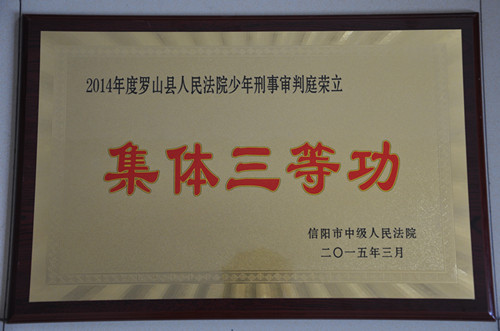 2014年度罗山县人民法院少年刑事审判庭荣立
集体三等功
信阳市中级人民法院
二〇一五年三月